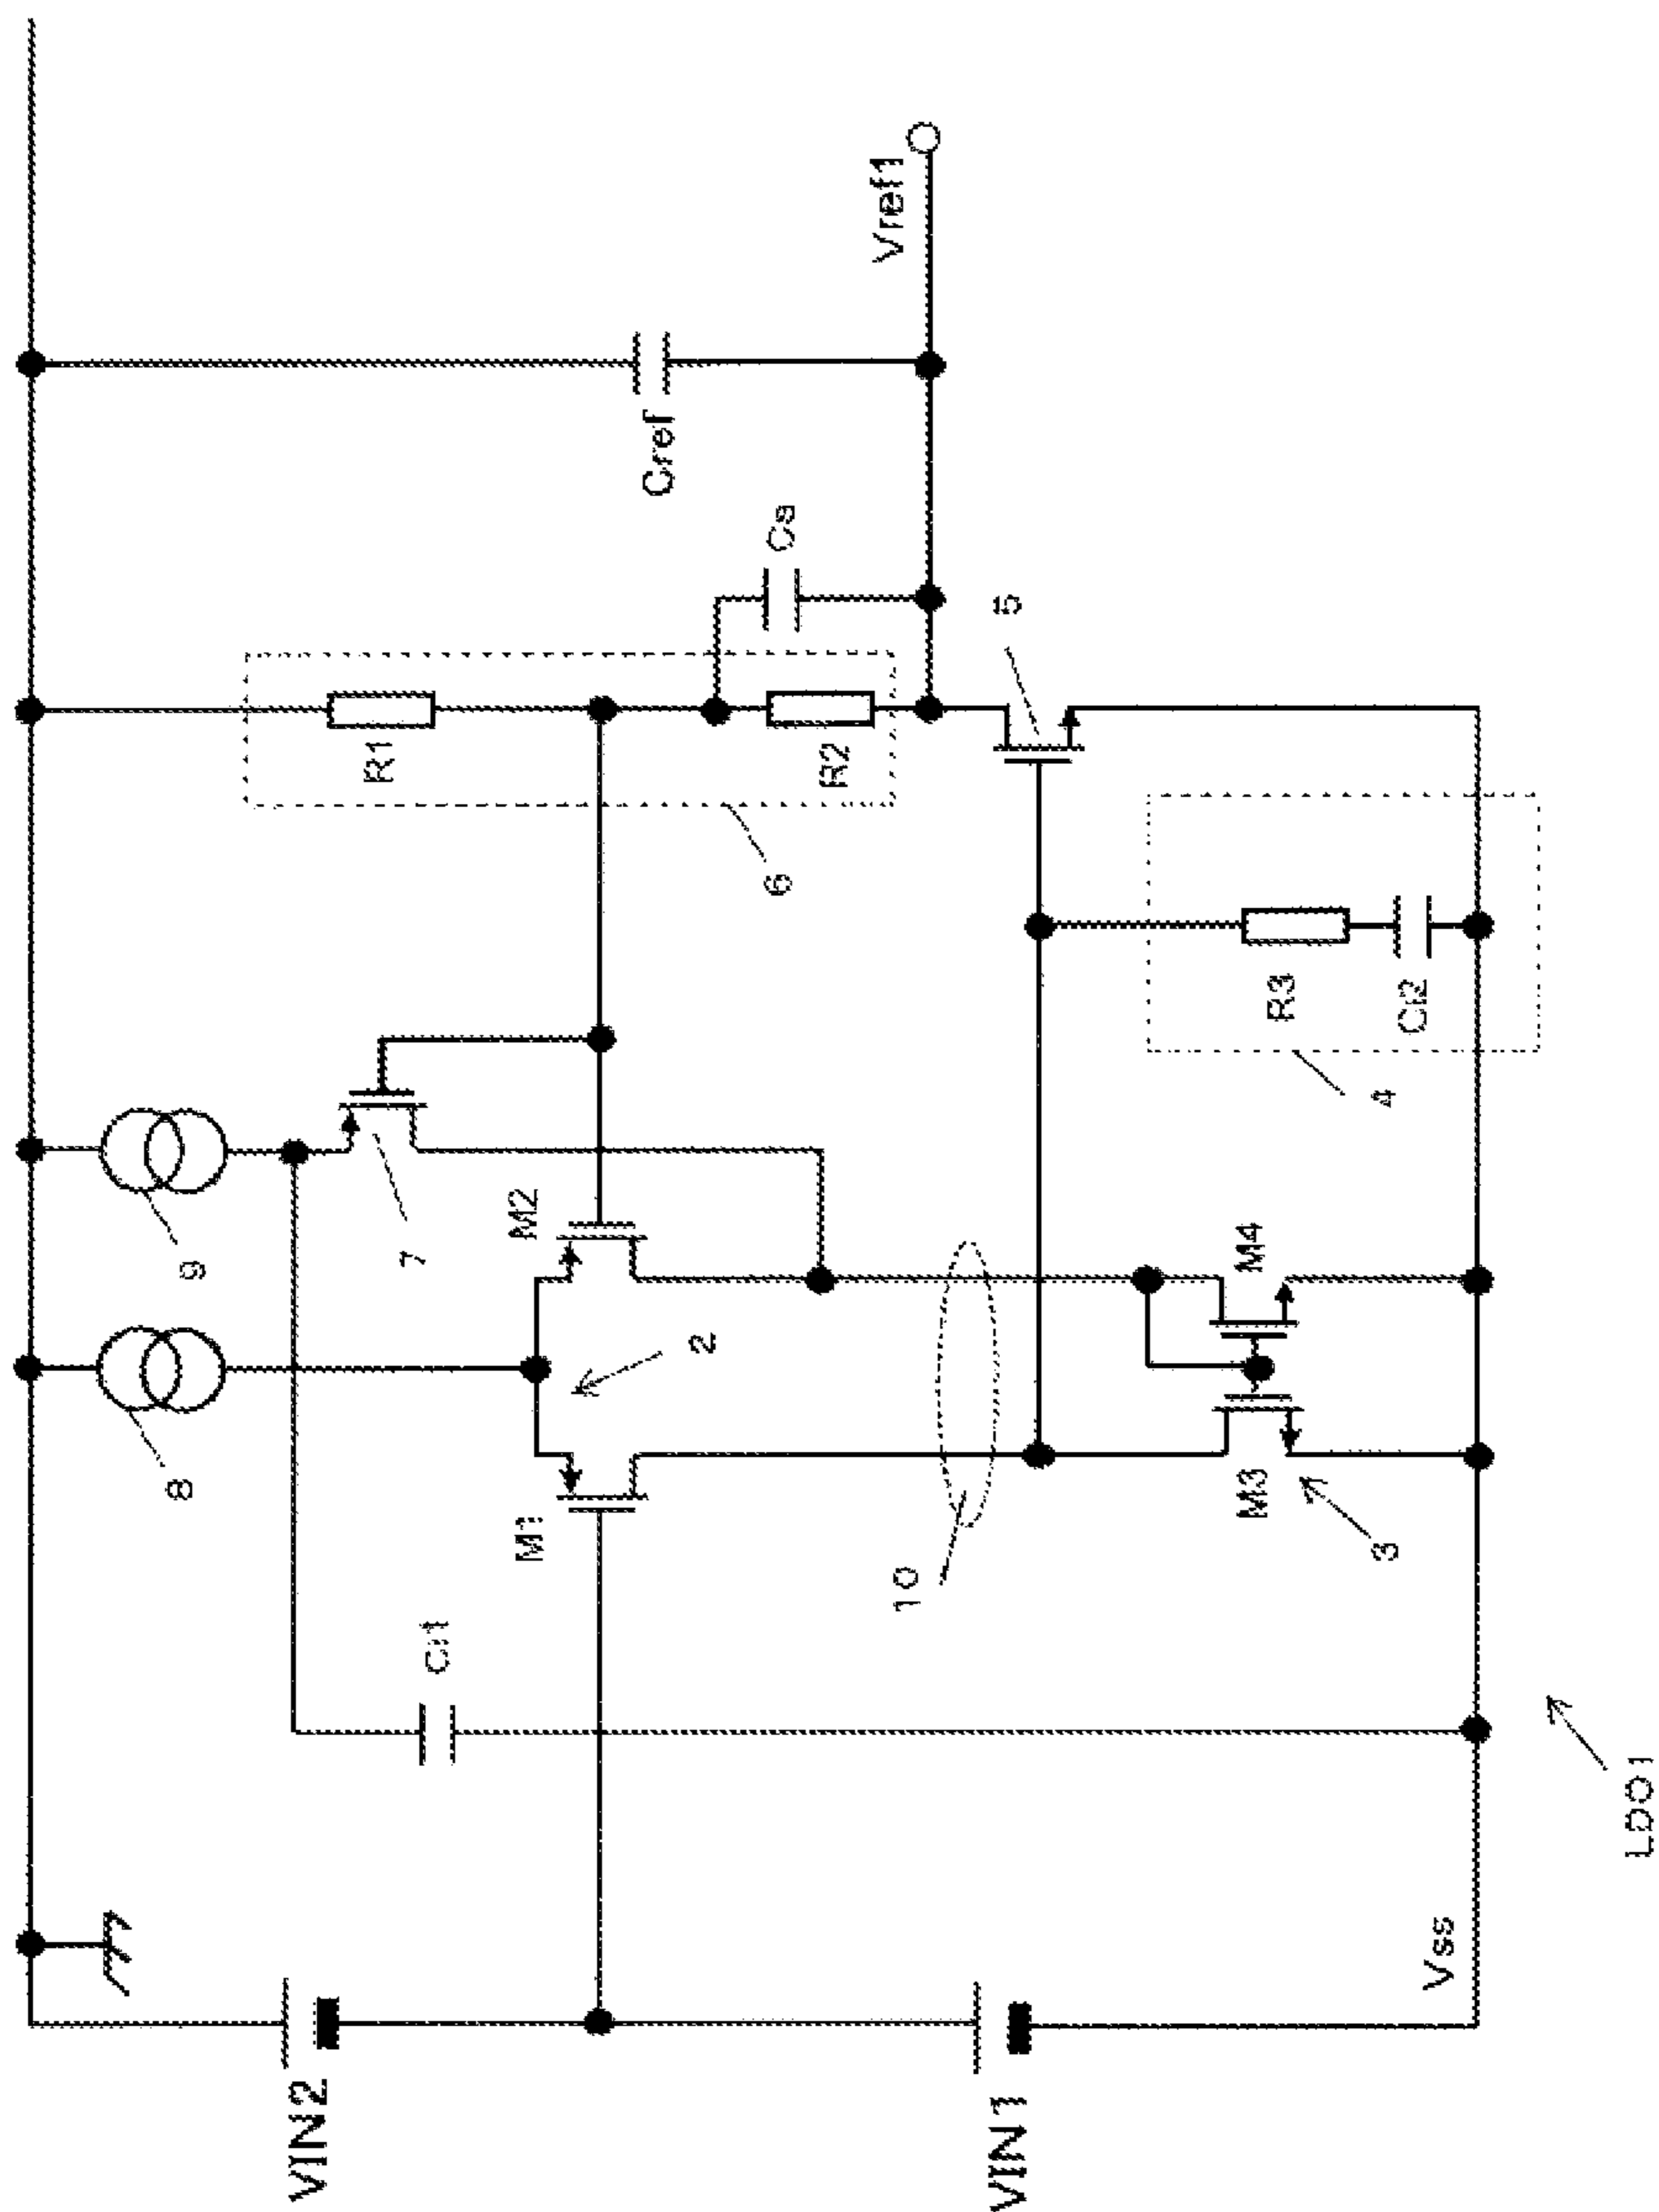 VIN2
VIN1
Vss
LDO1
Ci1
8
9
M1
M2
2
7
10
M3
M4
3
R1
R2
6
Cs
Cref
Vref1
5
R3
Ci2
4